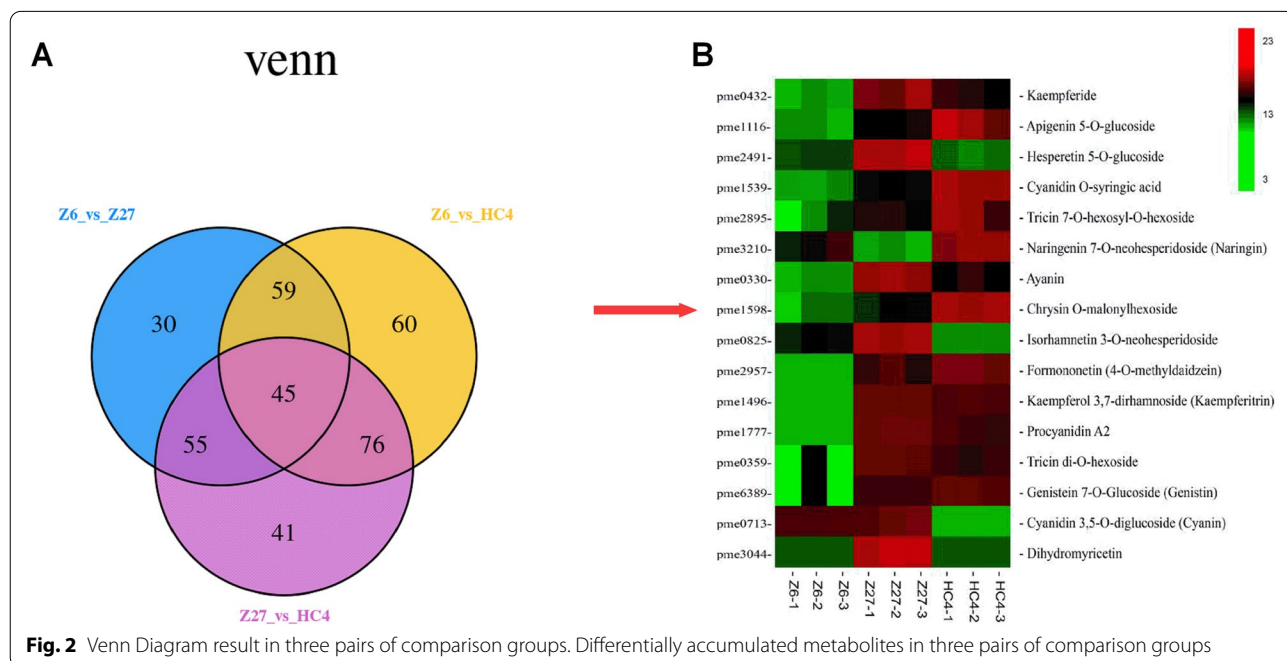 A
venn
Z6_vs_Z27
Z6_vs_HC4
30
59
60
45
55
76
41
Z27_vs_HC4
B
23
13
3
pme0432- - Kaempferide
pme1116- - Apigenin 5-O-glucoside
pme2491- - Hesperetin 5-O-glucoside
pme1539- - Cyanidin O-syringic acid
pme2895- - Tricin 7-O-hexosyl-O-hexoside
pme3210- - Naringenin 7-O-neohesperidoside (Naringin)
pme0330- - Ayanin
pme1598- - Chrysin O-malonylhexoside
pme0825- - Isorhamnetin 3-O-neohesperidoside
pme2957- - Formononetin (4-O-methyldaidzein)
pme1496- - Kaempferol 3,7-dirhamnoside (Kaempferitrin)
pme1777- - Procyanidin A2
pme0359- - Tricin di-O-hexoside
pme6389- - Genistein 7-O-Glucoside (Genistin)
pme0713- - Cyanidin 3,5-O-diglucoside (Cyanin)
pme3044- - Dihydromyricetin
- Z6-1
- Z6-2
- Z6-3
- Z27-1
- Z27-2
- Z27-3
- HC4-1
- HC4-2
- HC4-3
Fig. 2 Venn Diagram result in three pairs of comparison groups. Differentially accumulated metabolites in three pairs of comparison groups